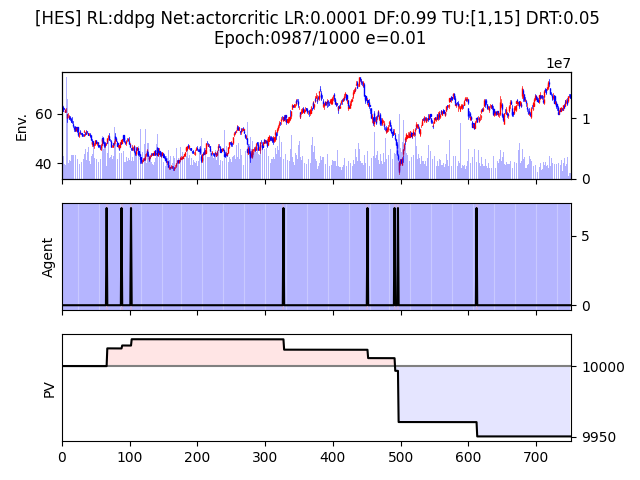 [HES] RL:ddpg Net:actorcritic LR:0.0001 DF:0.99 TU:[1,15] DRT:0.05
Epoch:0987/1000 e=0.01
1e7
Env.
60
40
1
0
Agent
5
0
PV
10000
9950
0 100 200 300 400 500 600 700